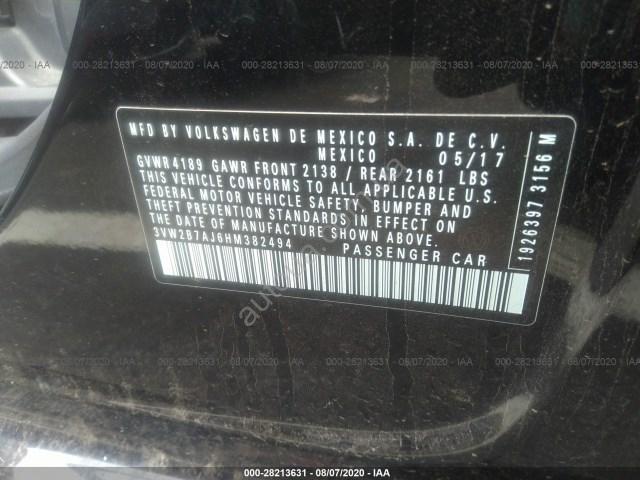 000-28213631 - 08/07/2020 - IAA
MFD BY VOLKSWAGEN DE MEXICO S.A. DE C.V.
MEXICO 05/17
GVWR 4189 GAWR FRONT 2138 / REAR 2161 LBS
THIS VEHICLE CONFORMS TO ALL APPLICABLE U.S.
FEDERAL MOTOR VEHICLE SAFETY, BUMPER AND
THEFT PREVENTION STANDARDS IN EFFECT ON
THE DATE OF MANUFACTURE SHOWN ABOVE.
3VW2B7AJ6HM382494 PASSENGER CAR
1926397 3156 M
000-28213631 - 08/07/2020 - IAA